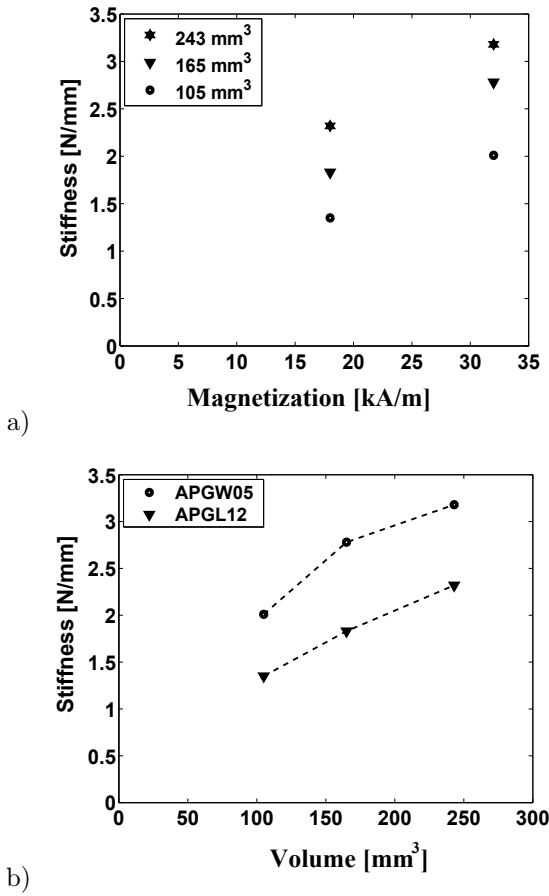 3.5
3
2.5
2
1.5
1
0.5
0
Stiffness [N/mm]
243 mm³
165 mm³
105 mm³
0 5 10 15 20 25 30 35
Magnetization [kA/m]
a)
3.5
3
2.5
2
1.5
1
0.5
0
Stiffness [N/mm]
APGW05
APGL12
0 50 100 150 200 250 300
Volume [mm³]
b)